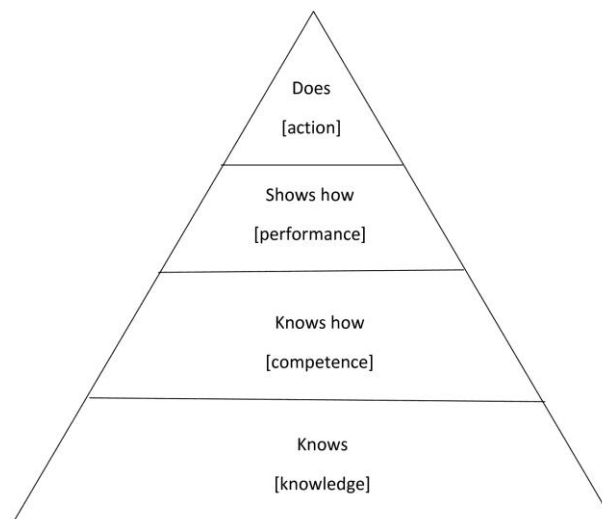 Does
[action]
Shows how
[performance]
Knows how
[competence]
Knows
[knowledge]